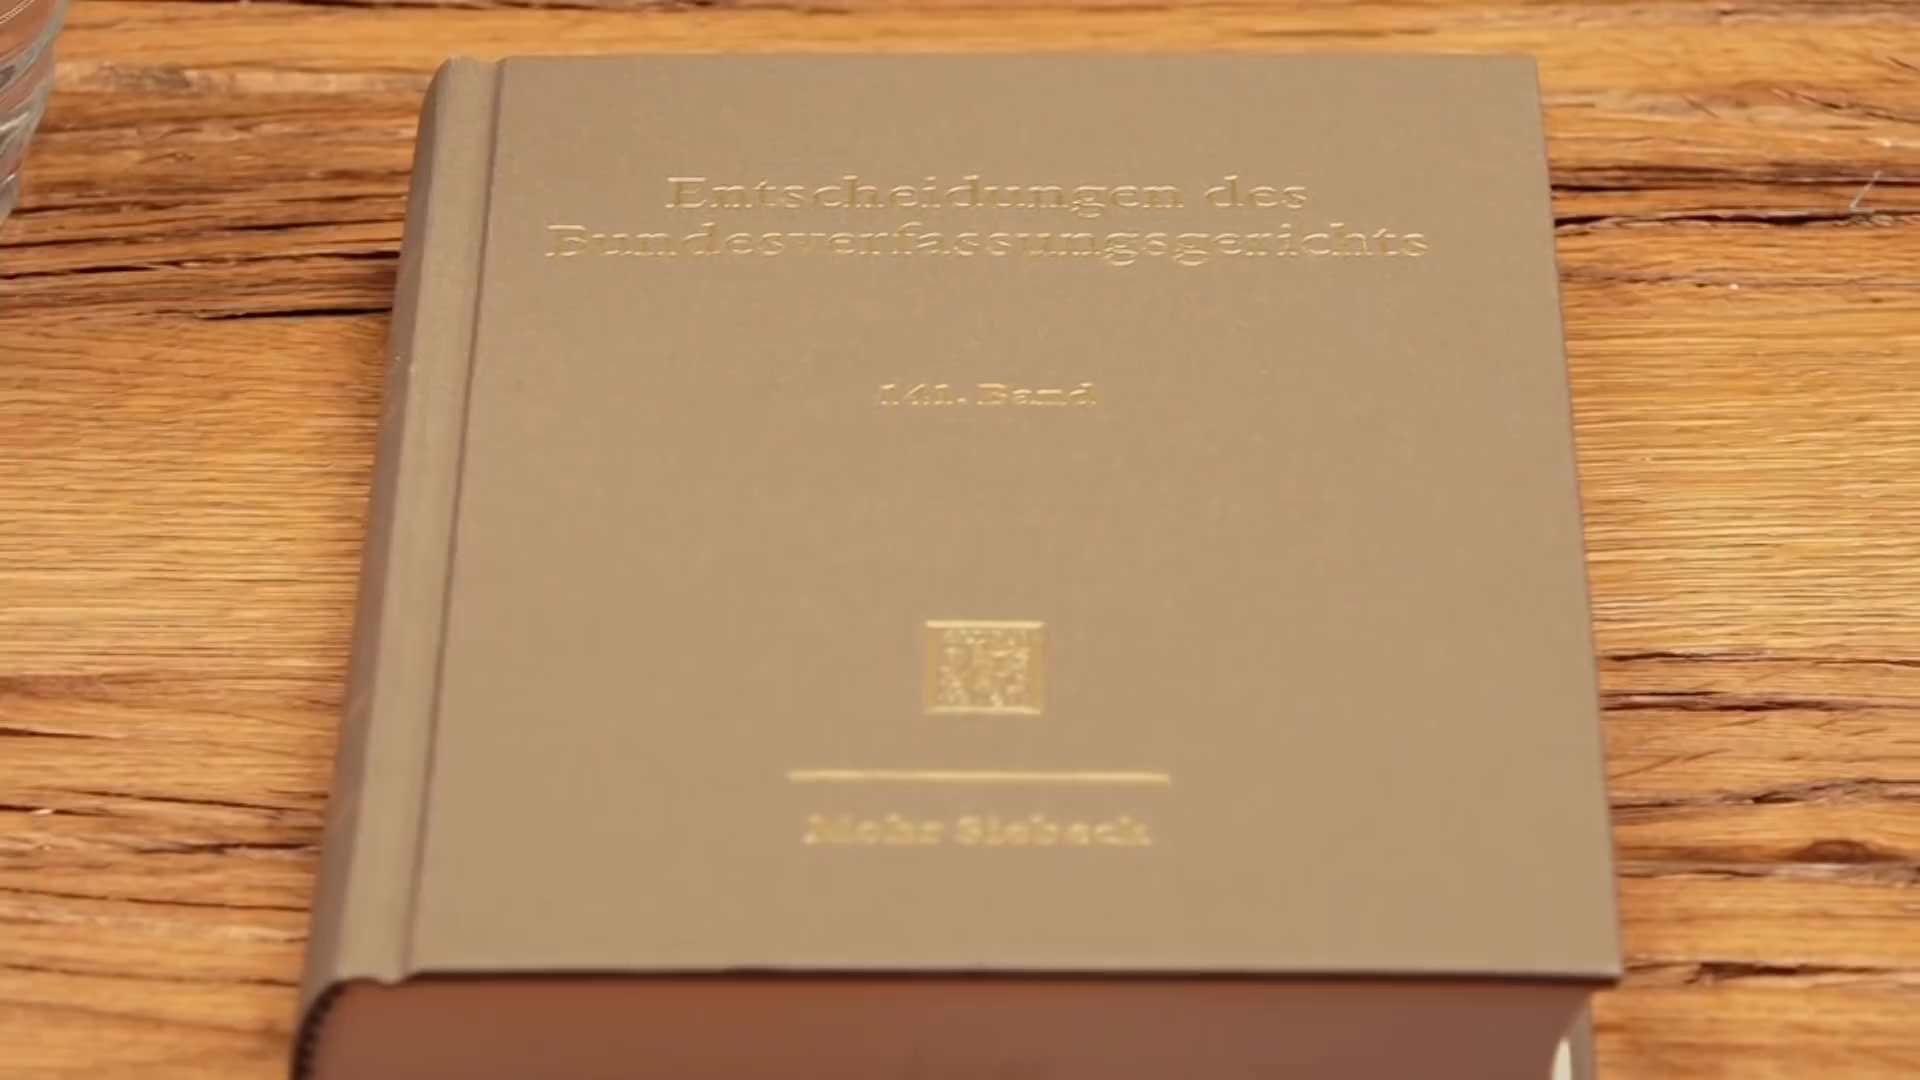 Entscheidungen des
Bundesverfassungsgerichts
141. Band
Mohr Siebeck